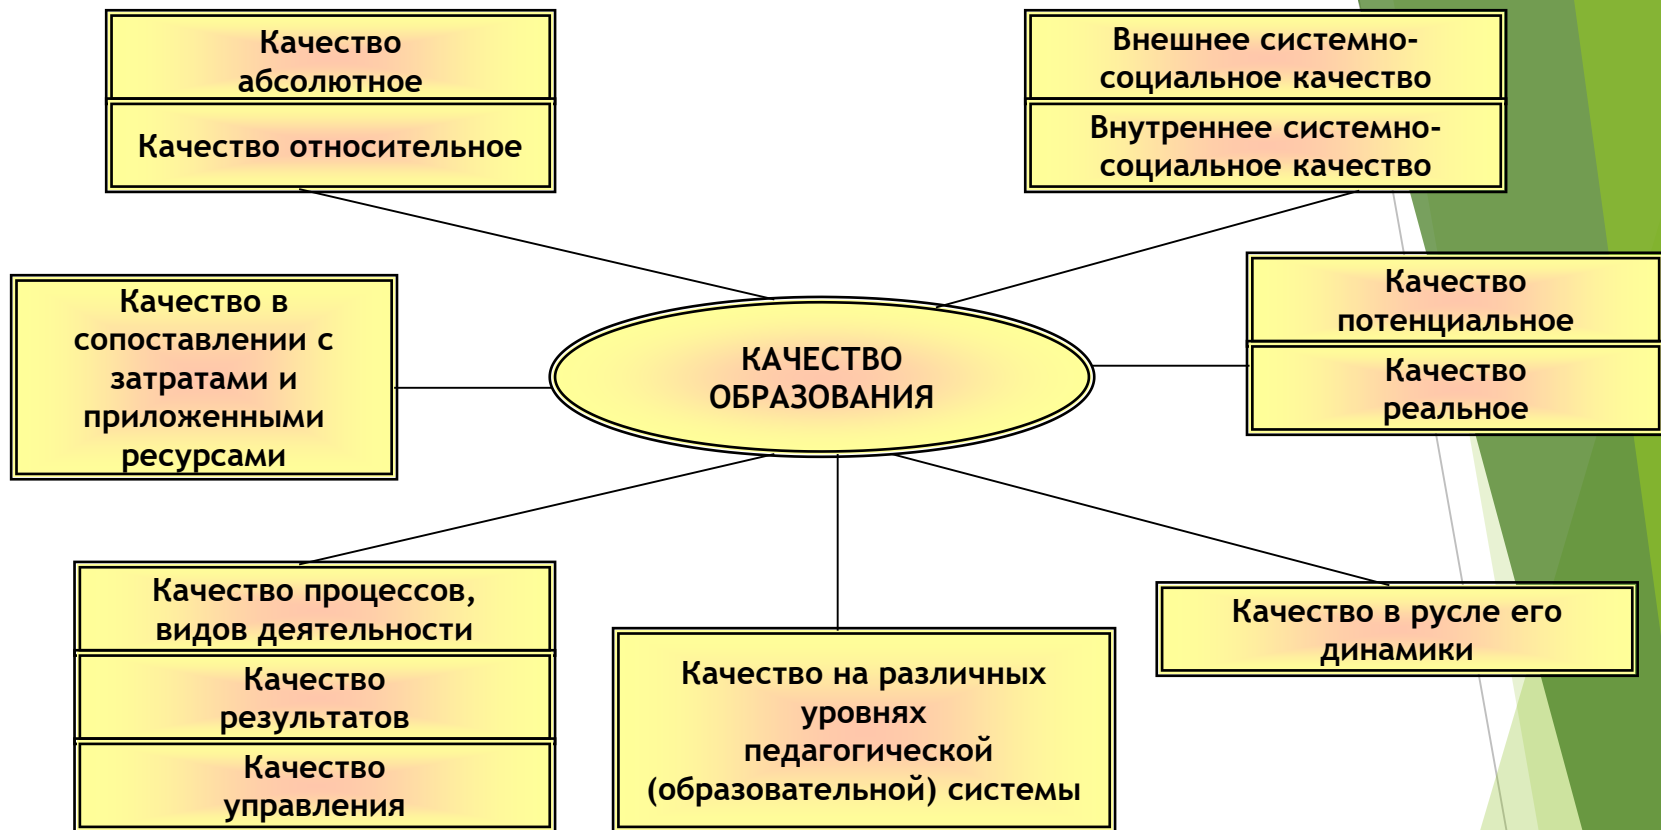 Качество
абсолютное
Качество относительное
Внешнее системно-
социальное качество
Внутреннее системно-
социальное качество
Качество в
сопоставлении с
затратами и
приложенными
ресурсами
КАЧЕСТВО
ОБРАЗОВАНИЯ
Качество
потенциальное
Качество
реальное
Качество процессов,
видов деятельности
Качество
результатов
Качество
управления
Качество на различных
уровнях
педагогической
(образовательной) системы
Качество в русле его
динамики